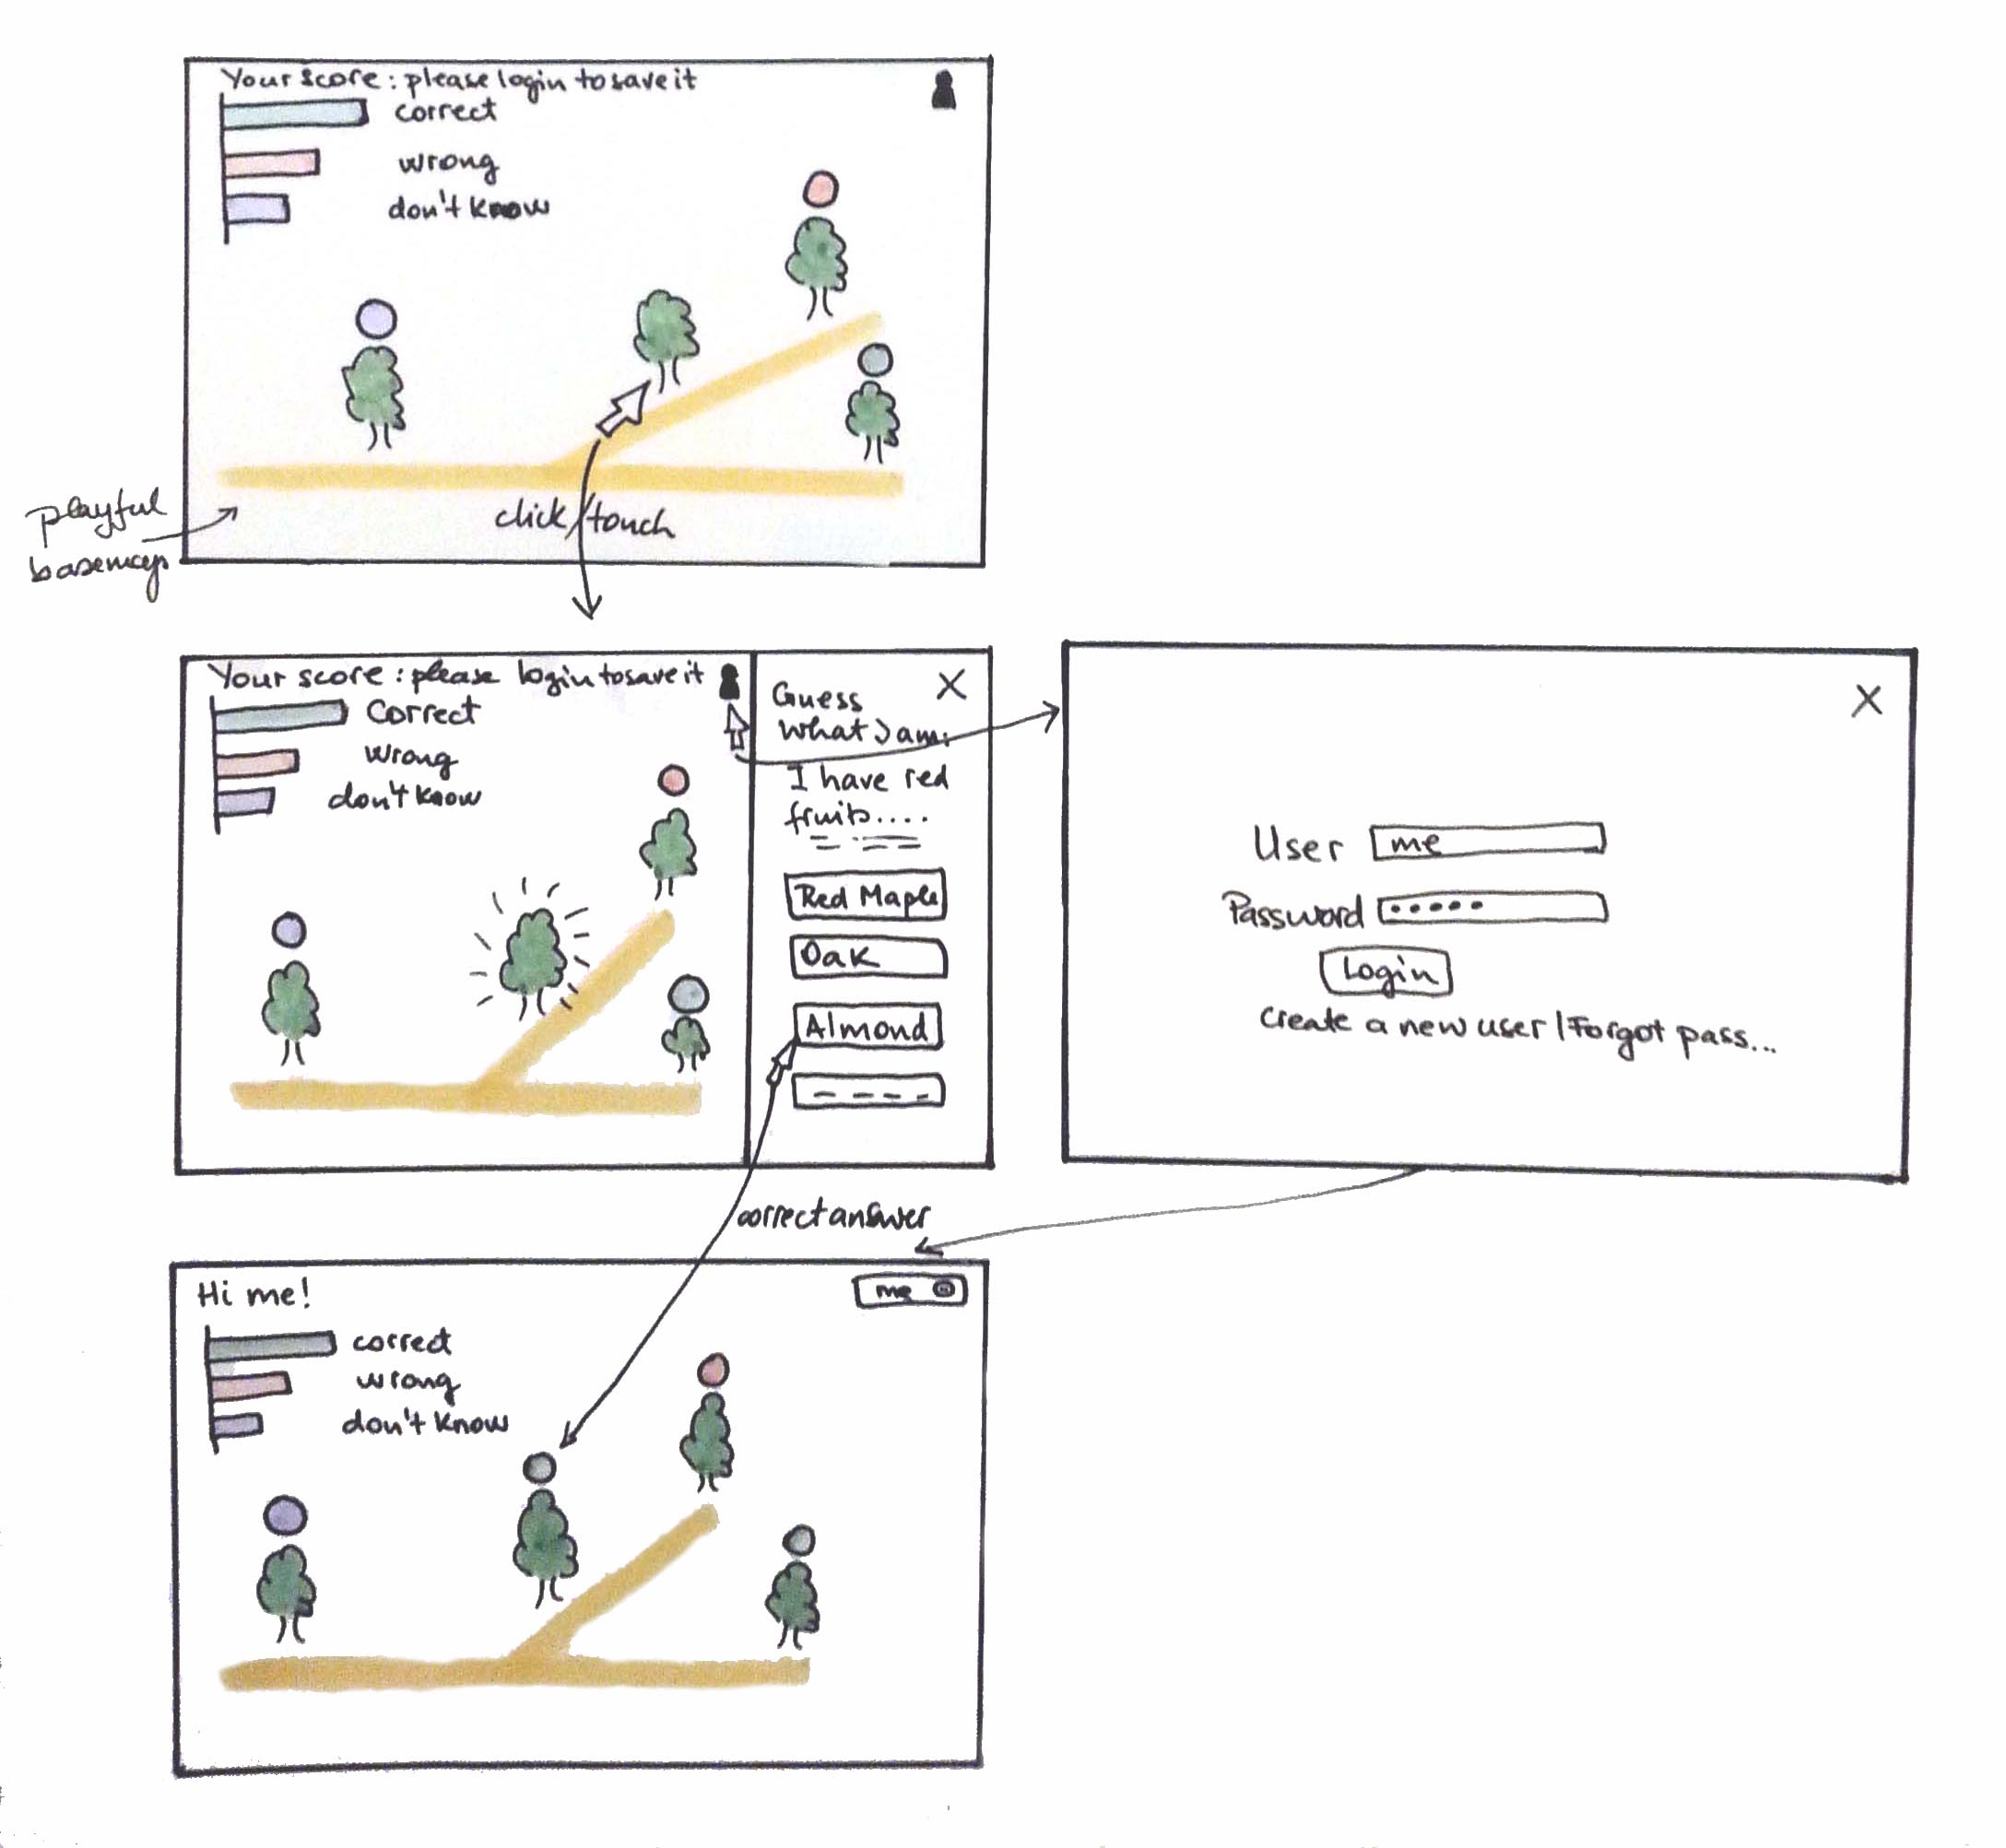 Your score: please login to save it
correct
wrong
don't know
playful
basemap
click/touch
Your score: please login to save it
Correct
wrong
don't know
Guess
what I am:
I have red
fruits....
Red Maple
Oak
Almond
X
X
User me
Password •••••
Login
create a new user | Forgot pass...
correct answer
Hi me!
me
correct
wrong
don't know